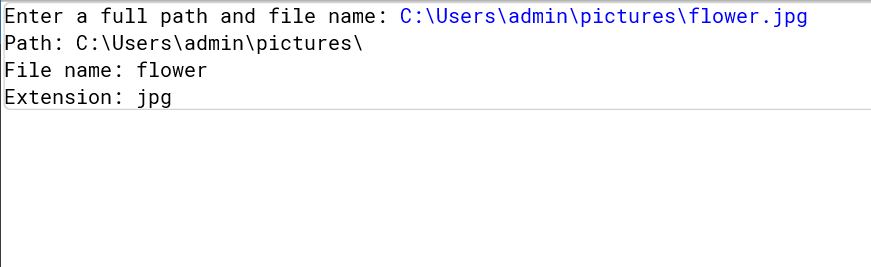 Enter a full path and file name: C:\Users\admin\pictures\flower.jpg
Path: C:\Users\admin\pictures\
File name: flower
Extension: jpg